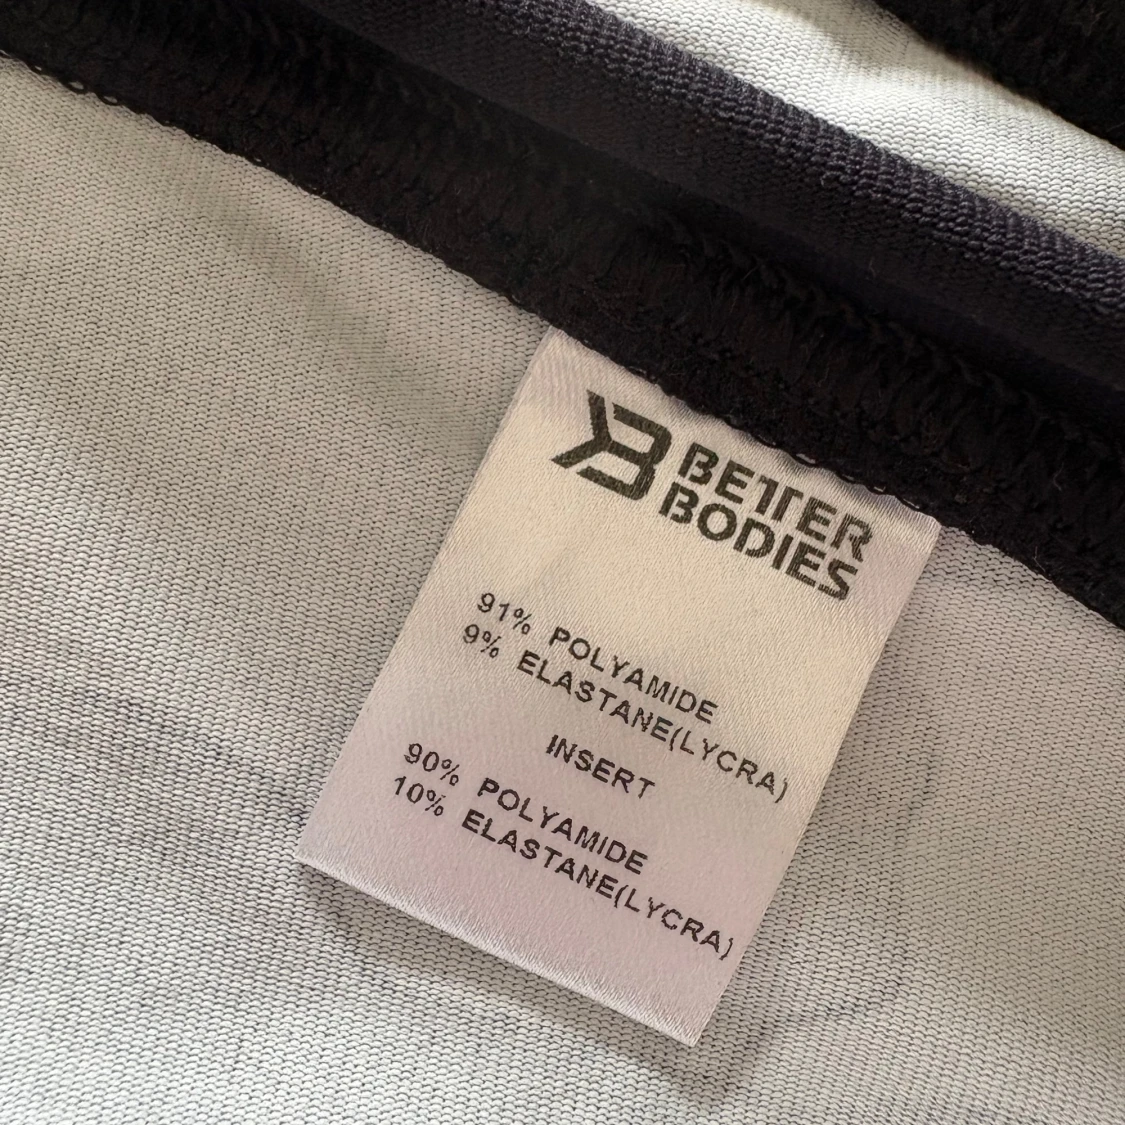 BETTER
BODIES
91% POLYAMIDE
9% ELASTANE(LYCRA)
INSERT
90% POLYAMIDE
10% ELASTANE(LYCRA)